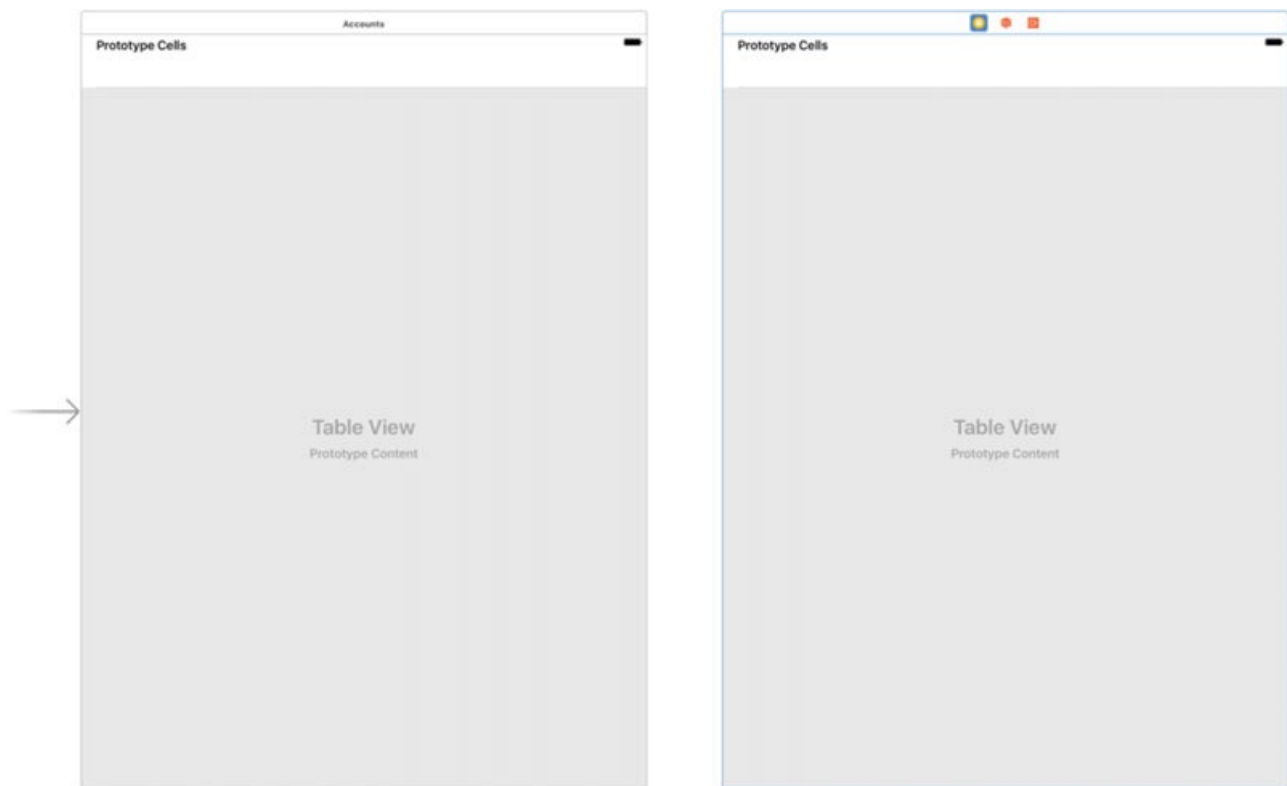 Accounts
Prototype Cells
Table View
Prototype Content
Prototype Cells
Table View
Prototype Content